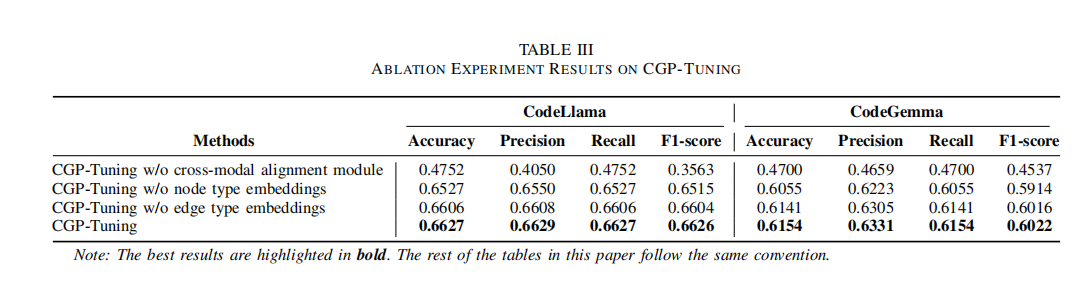 TABLE III
ABLATION EXPERIMENT RESULTS ON CGP-TUNING
CodeLlama CodeGemma
Methods Accuracy Precision Recall F1-score Accuracy Precision Recall F1-score
CGP-Tuning w/o cross-modal alignment module 0.4752 0.4050 0.4752 0.3563 0.4700 0.4659 0.4700 0.4537
CGP-Tuning w/o node type embeddings 0.6527 0.6550 0.6527 0.6515 0.6055 0.6223 0.6055 0.5914
CGP-Tuning w/o edge type embeddings 0.6606 0.6608 0.6606 0.6604 0.6141 0.6305 0.6141 0.6016
CGP-Tuning 0.6627 0.6629 0.6627 0.6626 0.6154 0.6331 0.6154 0.6022
Note: The best results are highlighted in bold. The rest of the tables in this paper follow the same convention.